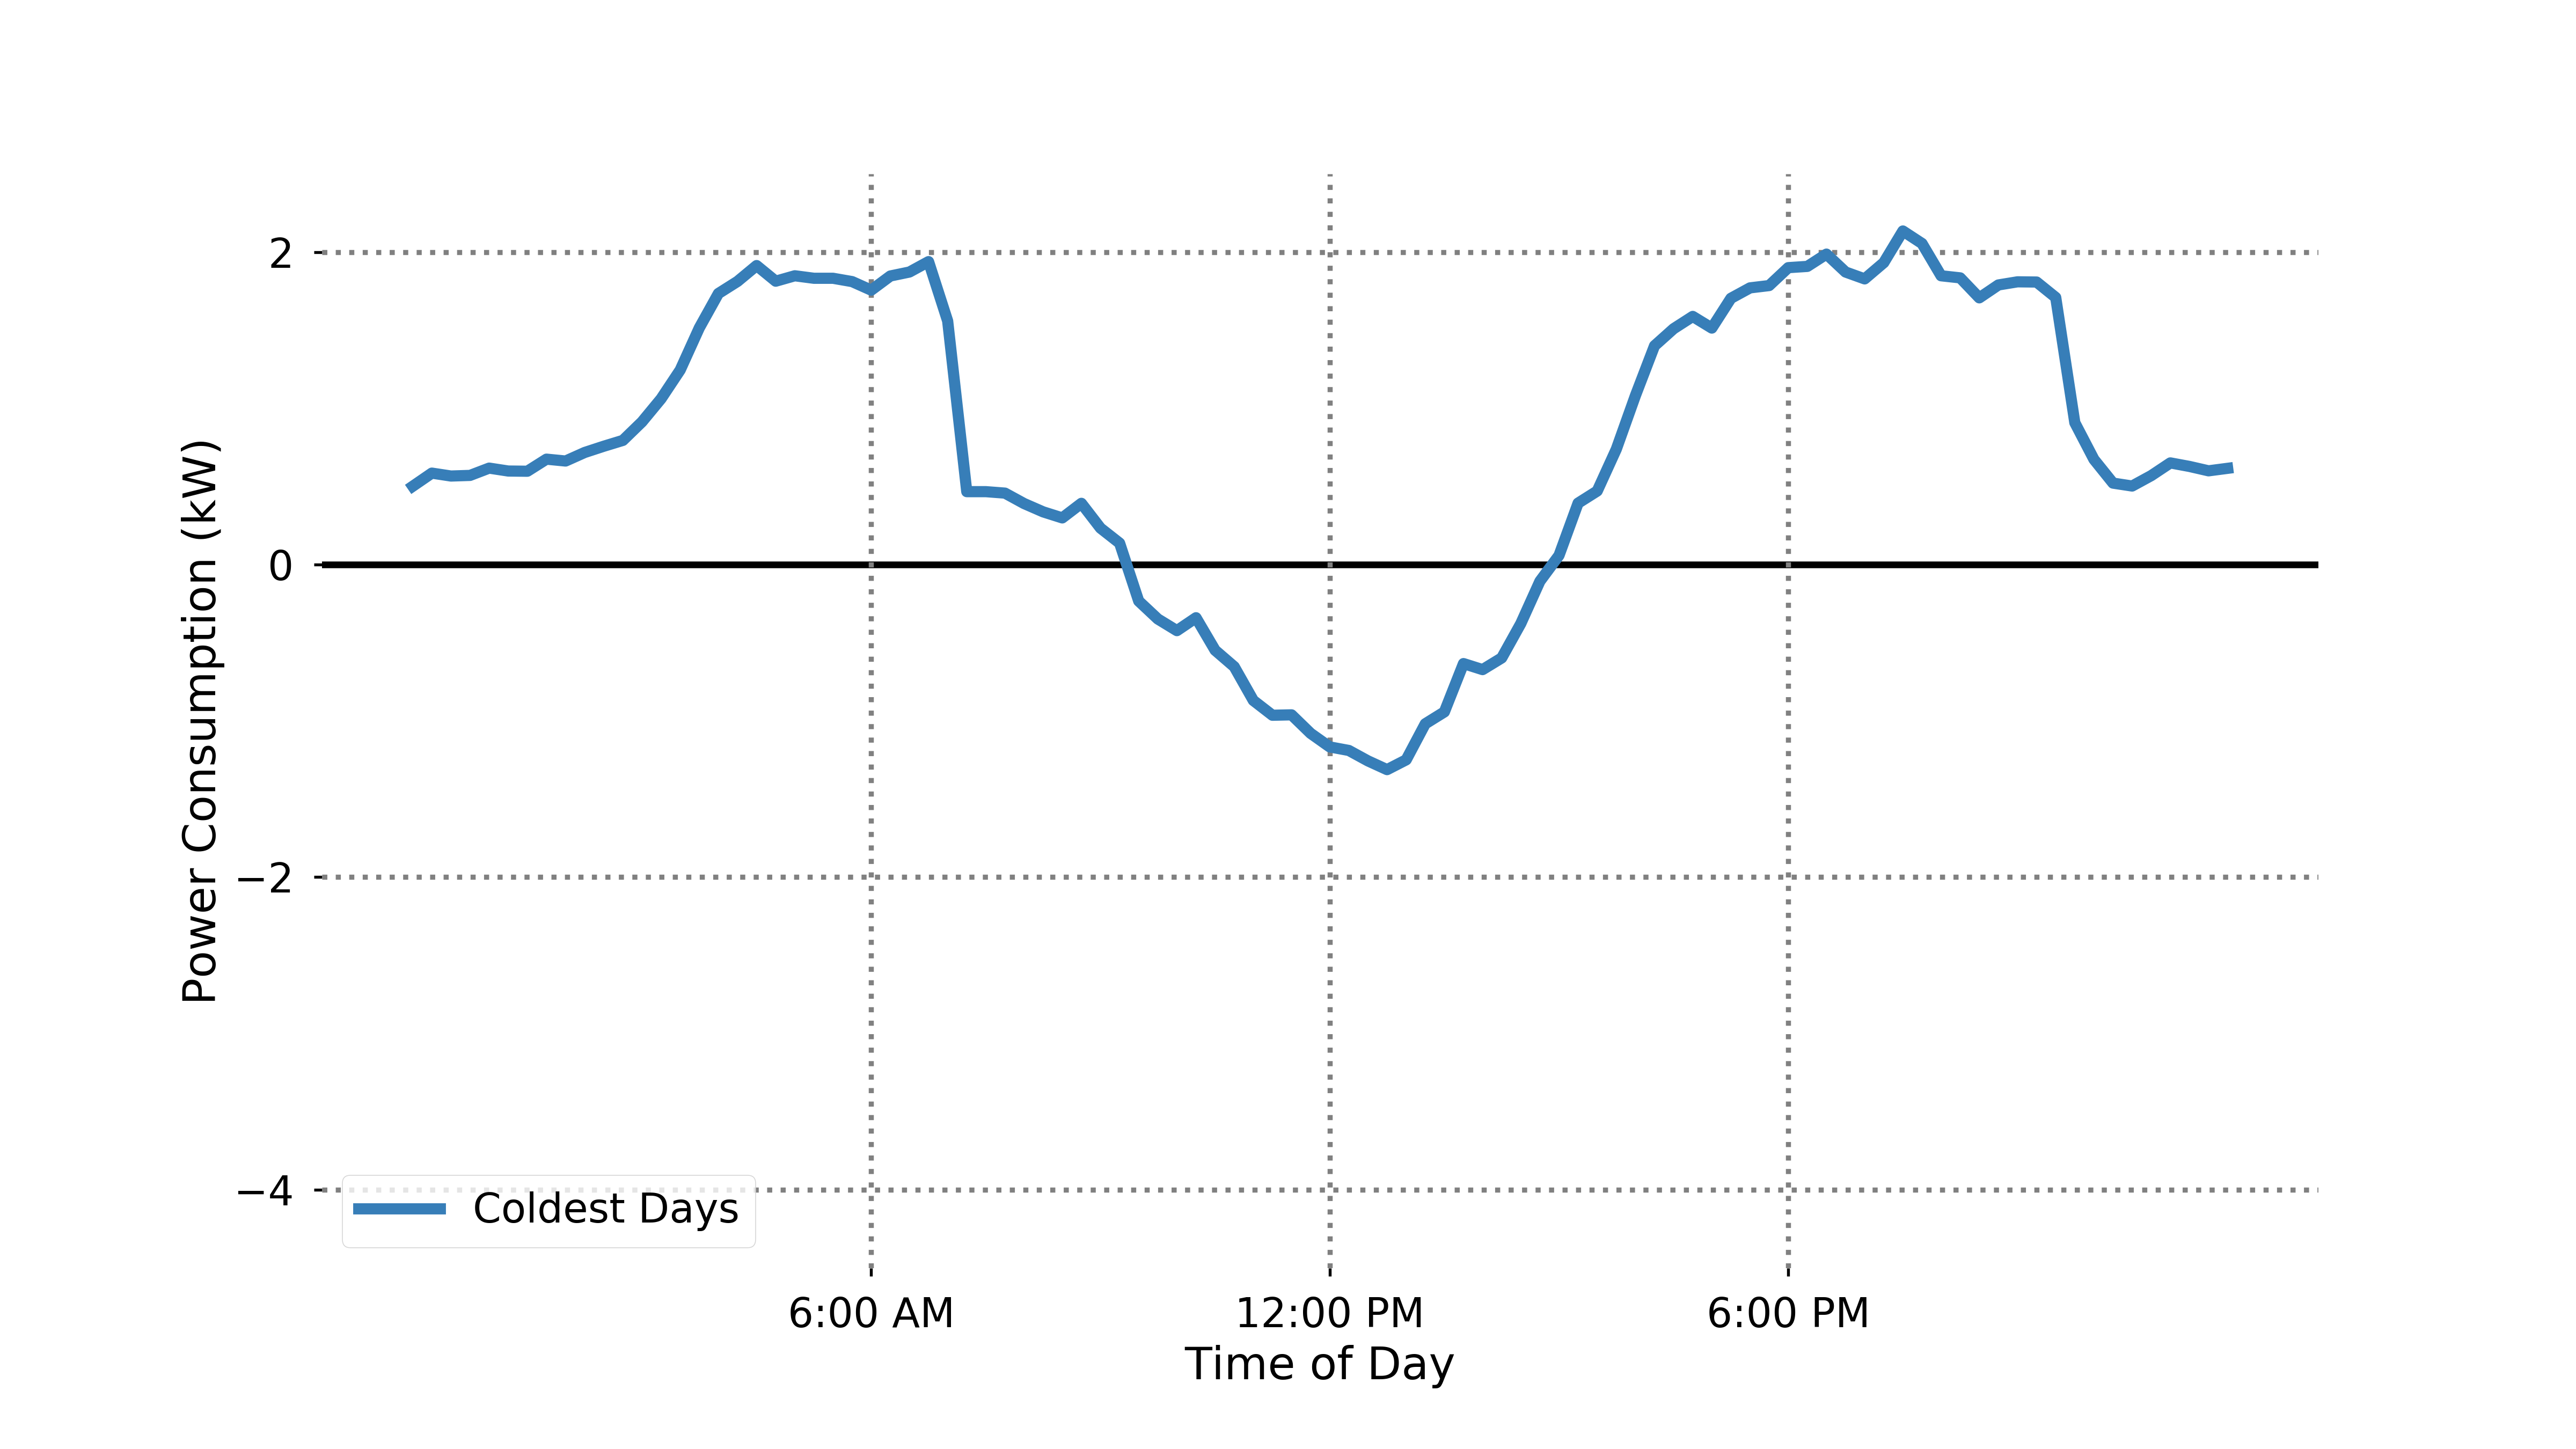 2
0
−2
−4
Power Consumption (kW)
Coldest Days
6:00 AM
12:00 PM
6:00 PM
Time of Day